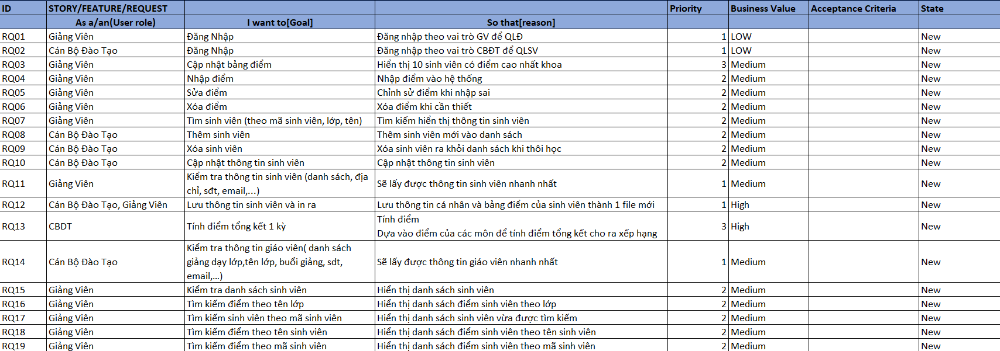 ID STORY/FEATURE/REQUEST Priority Business Value Acceptance Criteria State
As a/an(User role) I want to[Goal] So that[reason]
RQ01 Giảng Viên Đăng Nhập Đăng nhập theo vai trò GV để QLĐ 1 LOW New
RQ02 Cán Bộ Đào Tạo Đăng Nhập Đăng nhập theo vai trò CBĐT để QLSV 1 LOW New
RQ03 Giảng Viên Cập nhật bảng điểm Hiển thị 10 sinh viên có điểm cao nhất khoa 3 Medium New
RQ04 Giảng Viên Nhập điểm Nhập điểm vào hệ thống 2 Medium New
RQ05 Giảng Viên Sửa điểm Chỉnh sử điểm khi nhập sai 2 Medium New
RQ06 Giảng Viên Xóa điểm Xóa điểm khi cần thiết 2 Medium New
RQ07 Giảng Viên Tìm sinh viên (theo mã sinh viên, lớp, tên) Tìm kiếm hiển thị thông tin sinh viên 2 Medium New
RQ08 Cán Bộ Đào Tạo Thêm sinh viên Thêm sinh viên mới vào danh sách 2 Medium New
RQ09 Cán Bộ Đào Tạo Xóa sinh viên Xóa sinh viên ra khỏi danh sách khi thôi học 2 Medium New
RQ10 Cán Bộ Đào Tạo Cập nhật thông tin sinh viên Cập nhật thông tin sinh viên 2 Medium New
Kiểm tra thông tin sinh viên (danh sách, địa
RQ11 Giảng Viên Sẽ lấy được thông tin sinh viên nhanh nhất 1 Medium New
chỉ, sđt, email,...)
RQ12 Cán Bộ Đào Tạo, Giảng Viên Lưu thông tin sinh viên và in ra Lưu thông tin cá nhân và bảng điểm của sinh viên thành 1 file mới 1 High New
Tính điểm
RQ13 CBDT Tính điểm tổng kết 1 kỳ 3 High New
Dựa vào điểm của các môn để tính điểm tổng kết cho ra xếp hạng
Kiểm tra thông tin giáo viên( danh sách
RQ14 Cán Bộ Đào Tạo giảng dạy lớp,tên lớp, buổi giảng, sdt, Sẽ lấy được thông tin giáo viên nhanh nhất 1 Medium New
email,...)
RQ15 Giảng Viên Kiểm tra danh sách sinh viên Hiển thị danh sách sinh viên 2 Medium New
RQ16 Giảng Viên Tìm kiếm điểm theo tên lớp Hiển thị danh sách điểm sinh viên theo lớp 2 Medium New
RQ17 Giảng Viên Tìm kiếm sinh viên theo mã sinh viên Hiển thị danh sách sinh viên vừa được tìm kiếm 2 Medium New
RQ18 Giảng Viên Tìm kiếm điểm theo tên sinh viên Hiển thị danh sách điểm sinh viên theo tên sinh viên 2 Medium New
RQ19 Giảng Viên Tìm kiếm điểm theo mã sinh viên Hiển thị danh sách điểm sinh viên theo mã sinh viên 2 Medium New